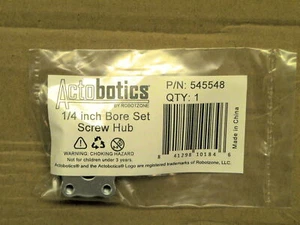 Actobotics
BY ROBOTZONE
P/N: 545548
QTY: 1
1/4 inch Bore Set
Screw Hub
WARNING: CHOKING HAZARD
Not for children under 3 years.
Made in China
Actobotics® and the Actobotics® Logo are registered trademarks of Robotzone, LLC.